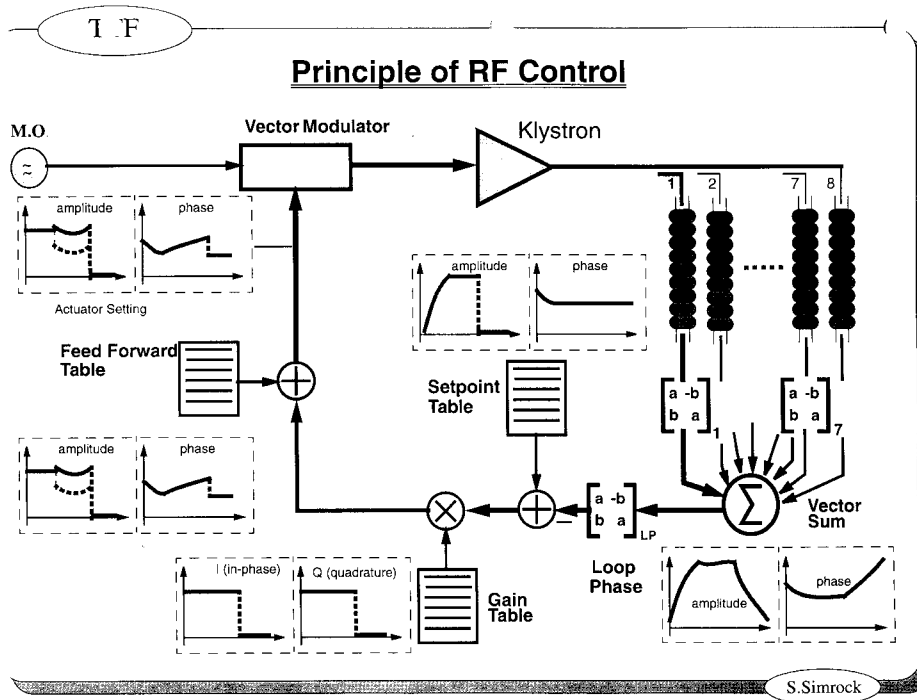 Principle of RF Control
M.O.
Vector Modulator
Klystron
1
2
7
8
amplitude
phase
Actuator Setting
amplitude
phase
Feed Forward
Table
Setpoint
Table
a -b
b a
1
a -b
b a
7
amplitude
phase
Σ
Vector
Sum
a -b
b a
LP
Loop
Phase
I (in-phase)
Q (quadrature)
Gain
Table
amplitude
phase
S.Simrock